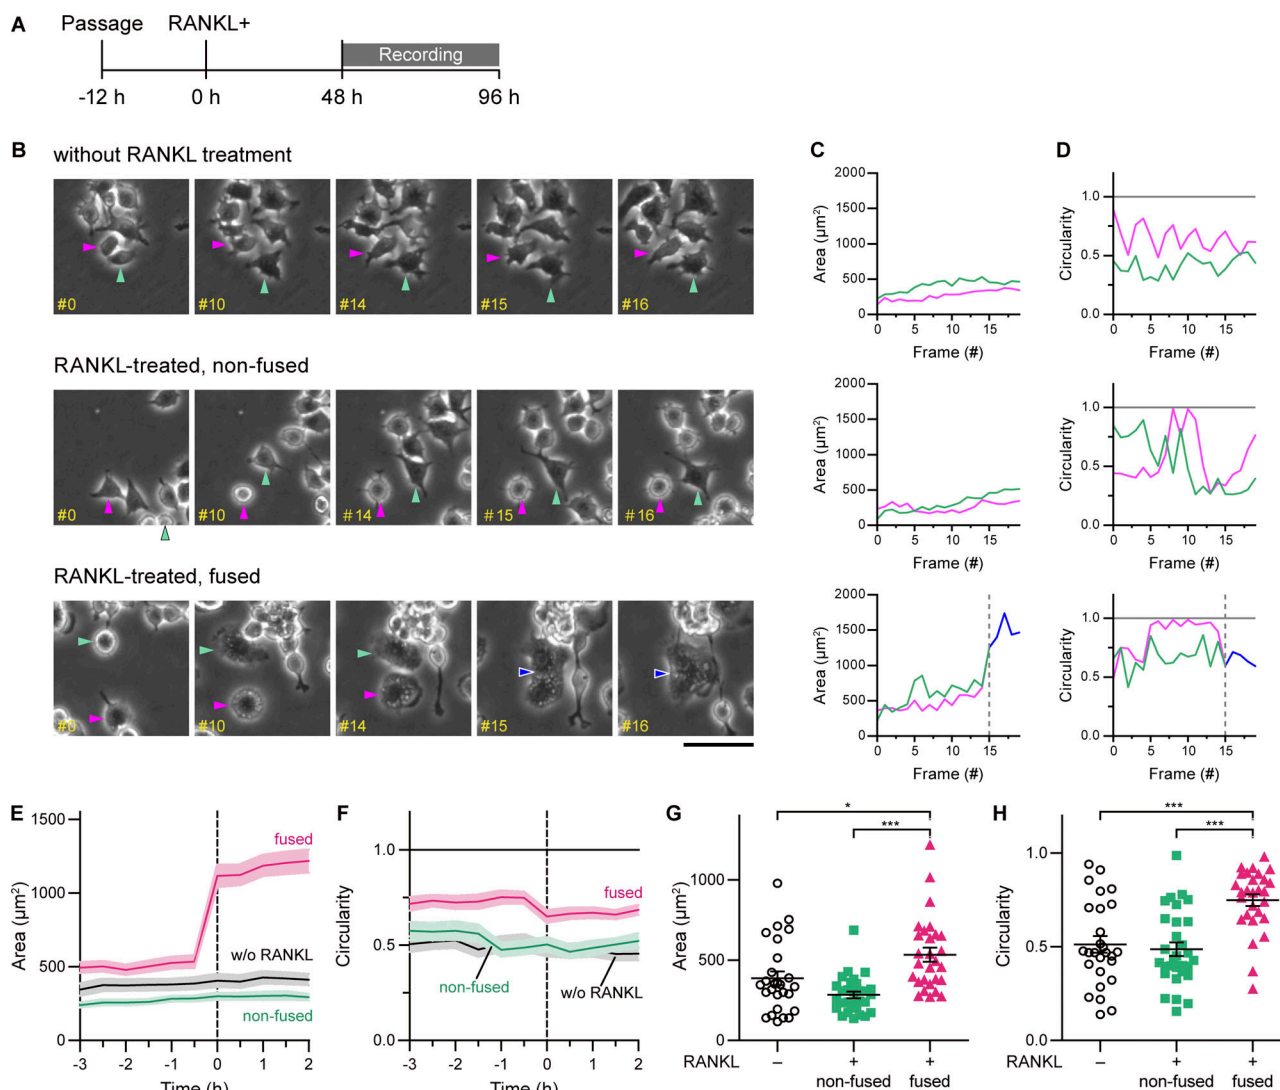 A
Passage RANKL+
Recording
-12 h 0 h 48 h 96 h
B
without RANKL treatment
#0 #10 #14 #15 #16
RANKL-treated, non-fused
#0 #10 #14 #15 #16
RANKL-treated, fused
#0 #10 #14 #15 #16
C
2000
1500
1000
500
0
Area (µm²)
0 5 10 15
Frame (#)
2000
1500
1000
500
0
Area (µm²)
0 5 10 15
Frame (#)
2000
1500
1000
500
0
Area (µm²)
0 5 10 15
Frame (#)
D
1.0
0.5
0.0
Circularity
0 5 10 15
Frame (#)
1.0
0.5
0.0
Circularity
0 5 10 15
Frame (#)
1.0
0.5
0.0
Circularity
0 5 10 15
Frame (#)
E
1500
1000
500
0
Area (µm²)
fused
w/o RANKL
non-fused
-3 -2 -1 0 1 2
Time (h)
F
1.0
0.5
0.0
Circularity
fused
non-fused
w/o RANKL
-3 -2 -1 0 1 2
Time (h)
G
*
***
1000
500
0
Area (µm²)
RANKL – + +
non-fused fused
H
***
***
1.0
0.5
0.0
Circularity
RANKL – + +
non-fused fused